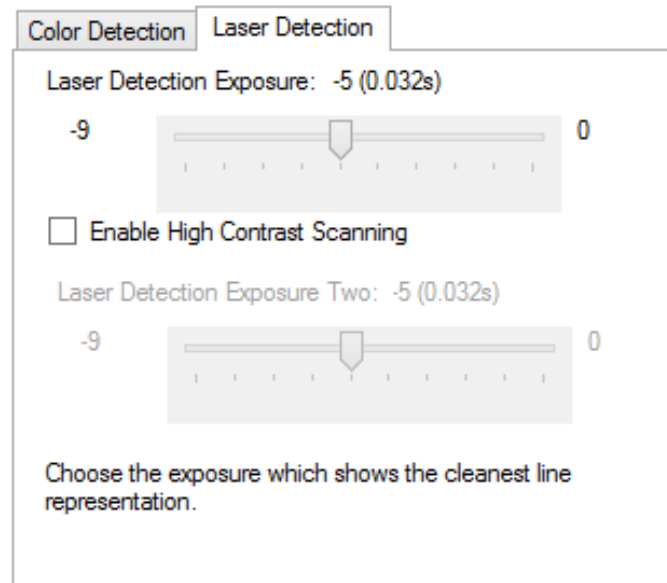 Color Detection Laser Detection
Laser Detection Exposure: -5 (0.032s)
-9 0
Enable High Contrast Scanning
Laser Detection Exposure Two: -5 (0.032s)
-9 0
Choose the exposure which shows the cleanest line
representation.